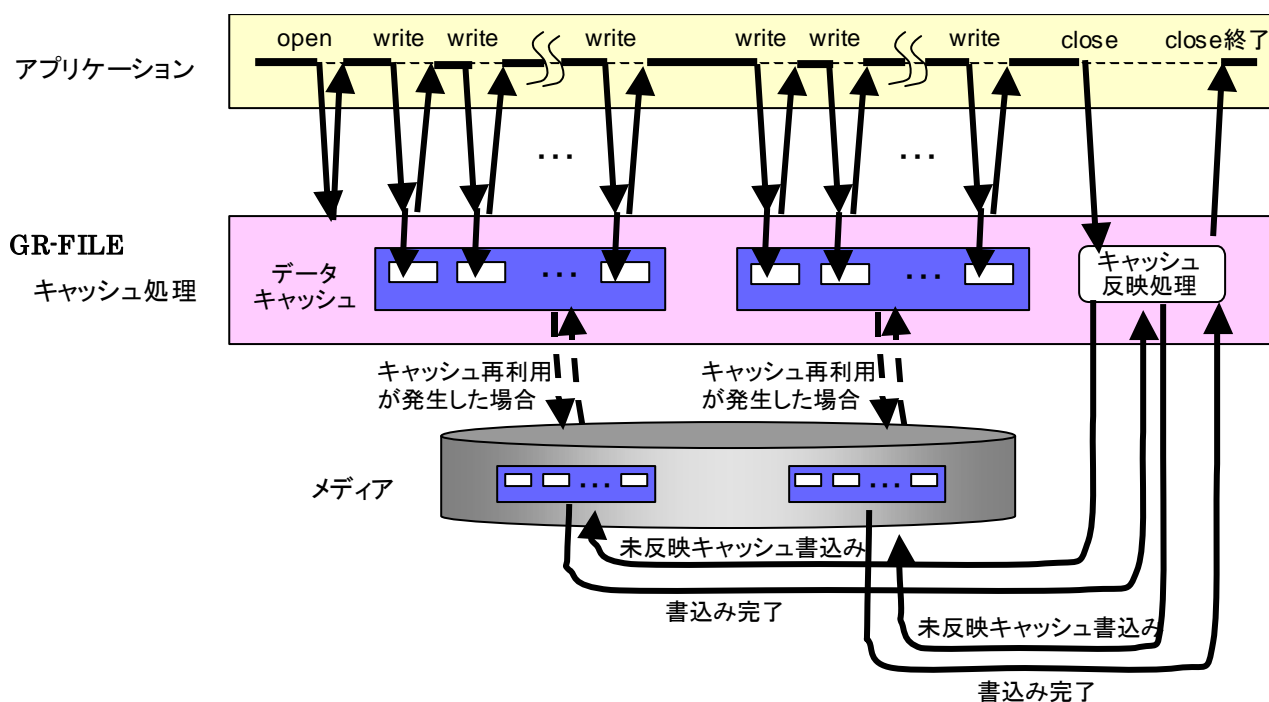 open write write write write write write close close終了
アプリケーション
... ...
GR-FILE
キャッシュ処理
データ
キャッシュ
... ...
キャッシュ
反映処理
キャッシュ再利用
が発生した場合
キャッシュ再利用
が発生した場合
メディア
... ...
未反映キャッシュ書込み
書込み完了
未反映キャッシュ書込み
書込み完了